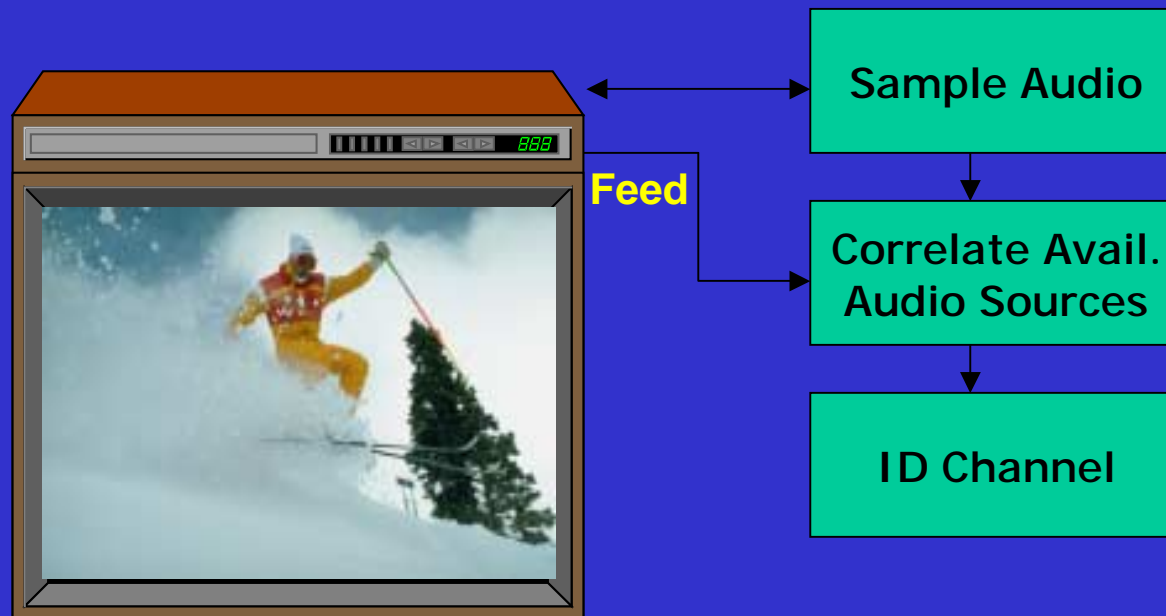 Sample Audio
888
Feed
Correlate Avail.
Audio Sources
ID Channel